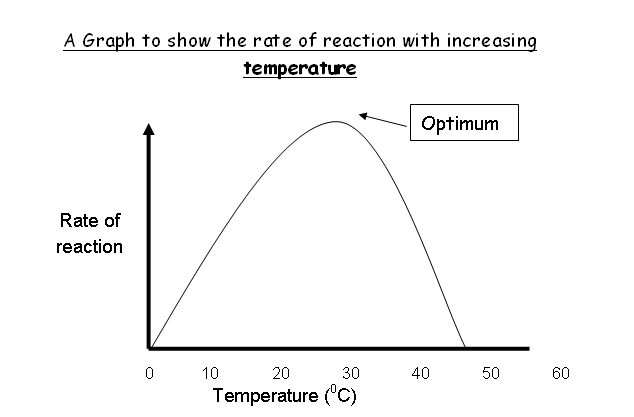 A Graph to show the rate of reaction with increasing
temperature
Optimum
Rate of
reaction
0 10 20 30 40 50 60
Temperature (⁰C)